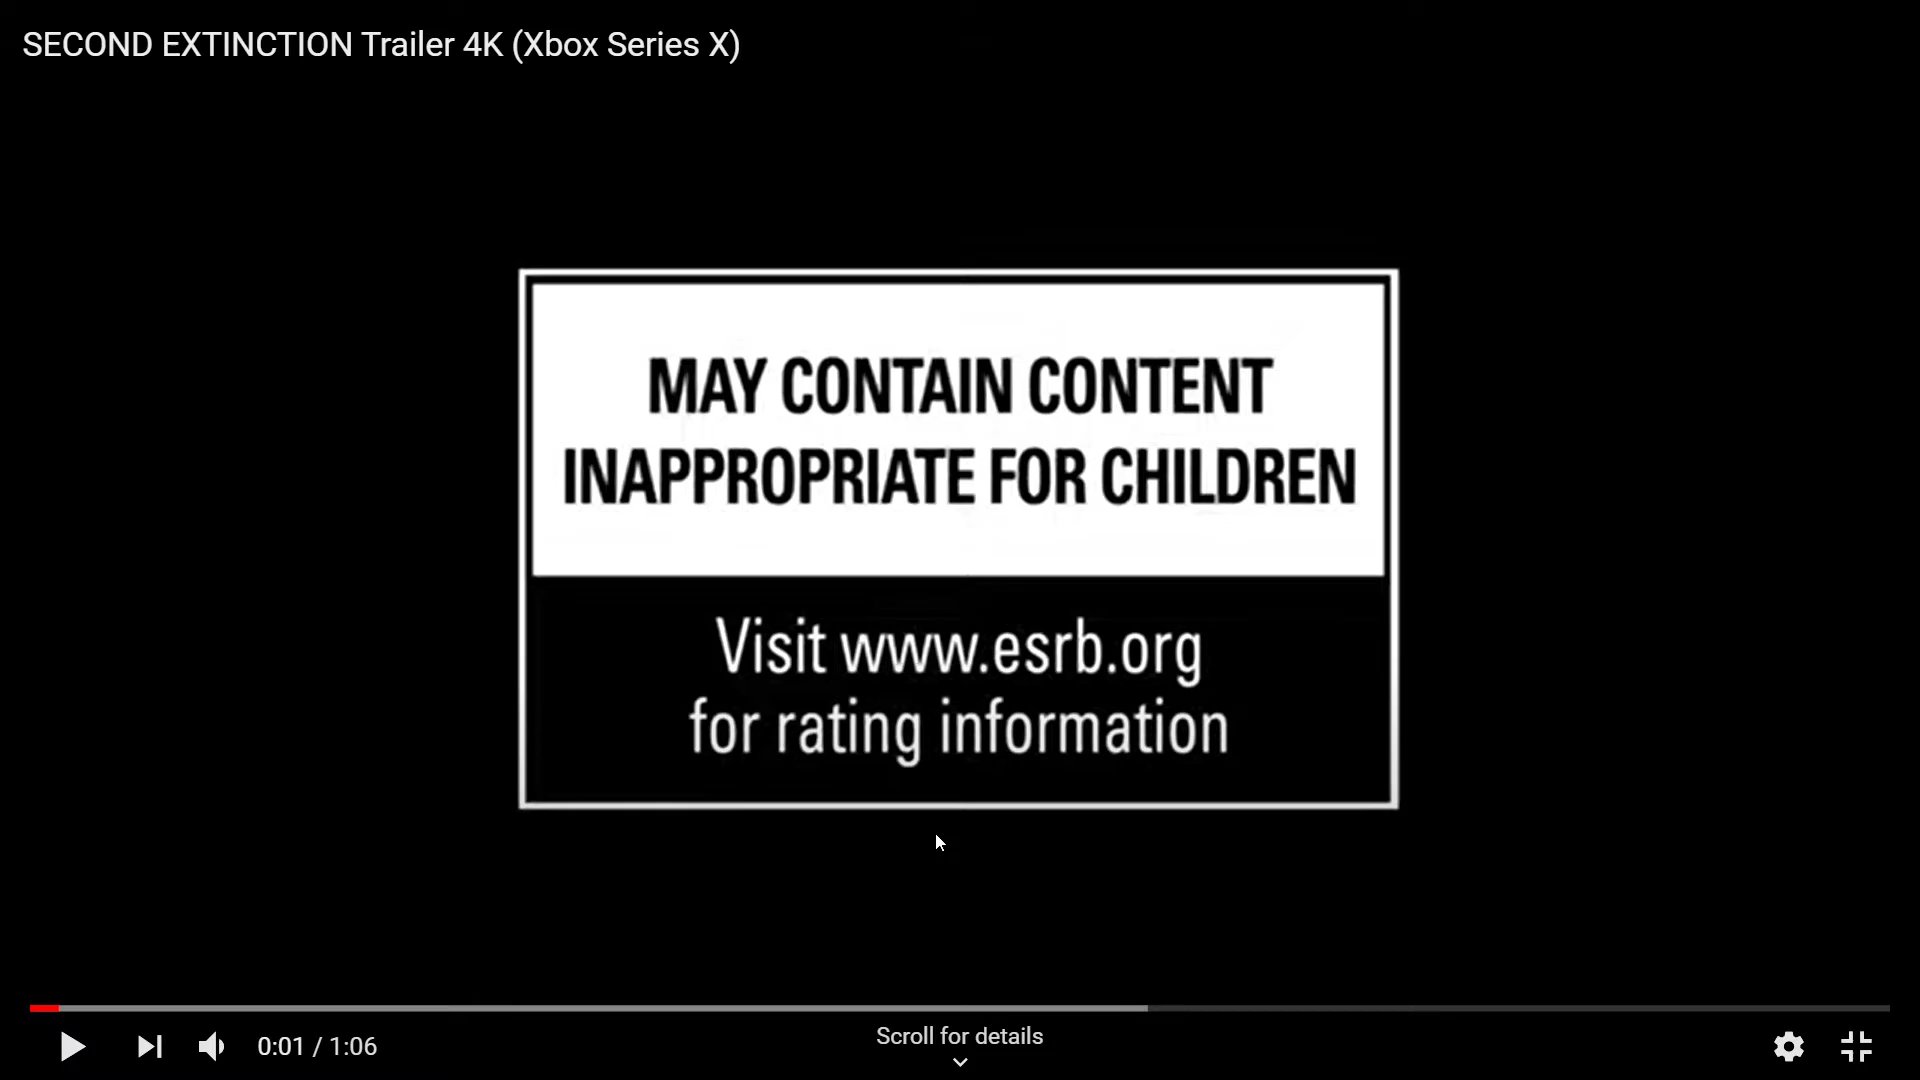 SECOND EXTINCTION Trailer 4K (Xbox Series X)
MAY CONTAIN CONTENT
INAPPROPRIATE FOR CHILDREN
Visit www.esrb.org
for rating information
0:01 / 1:06
Scroll for details